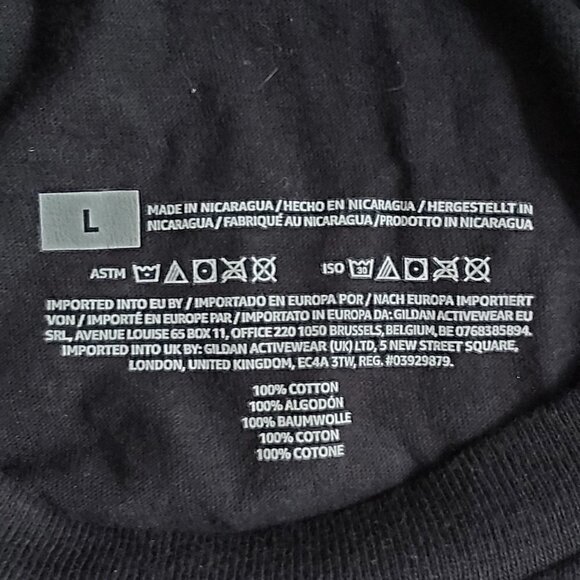 L
MADE IN NICARAGUA/HECHO EN NICARAGUA/HERGESTELLT IN
NICARAGUA/FABRIQUÉ AU NICARAGUA/PRODOTTO IN NICARAGUA
ASTM
ISO 30
IMPORTED INTO EU BY/IMPORTADO EN EUROPA POR/NACH EUROPA IMPORTIERT
VON/IMPORTÉ EN EUROPE PAR/IMPORTATO IN EUROPA DA: GILDAN ACTIVEWEAR EU
SRL, AVENUE LOUISE 65 BOX 11, OFFICE 220 1050 BRUSSELS, BELGIUM, BE 0768385894.
IMPORTED INTO UK BY: GILDAN ACTIVEWEAR (UK) LTD, 5 NEW STREET SQUARE,
LONDON, UNITED KINGDOM, EC4A 3TW, REG. #03929879.
100% COTTON
100% ALGODÓN
100% BAUMWOLLE
100% COTON
100% COTONE